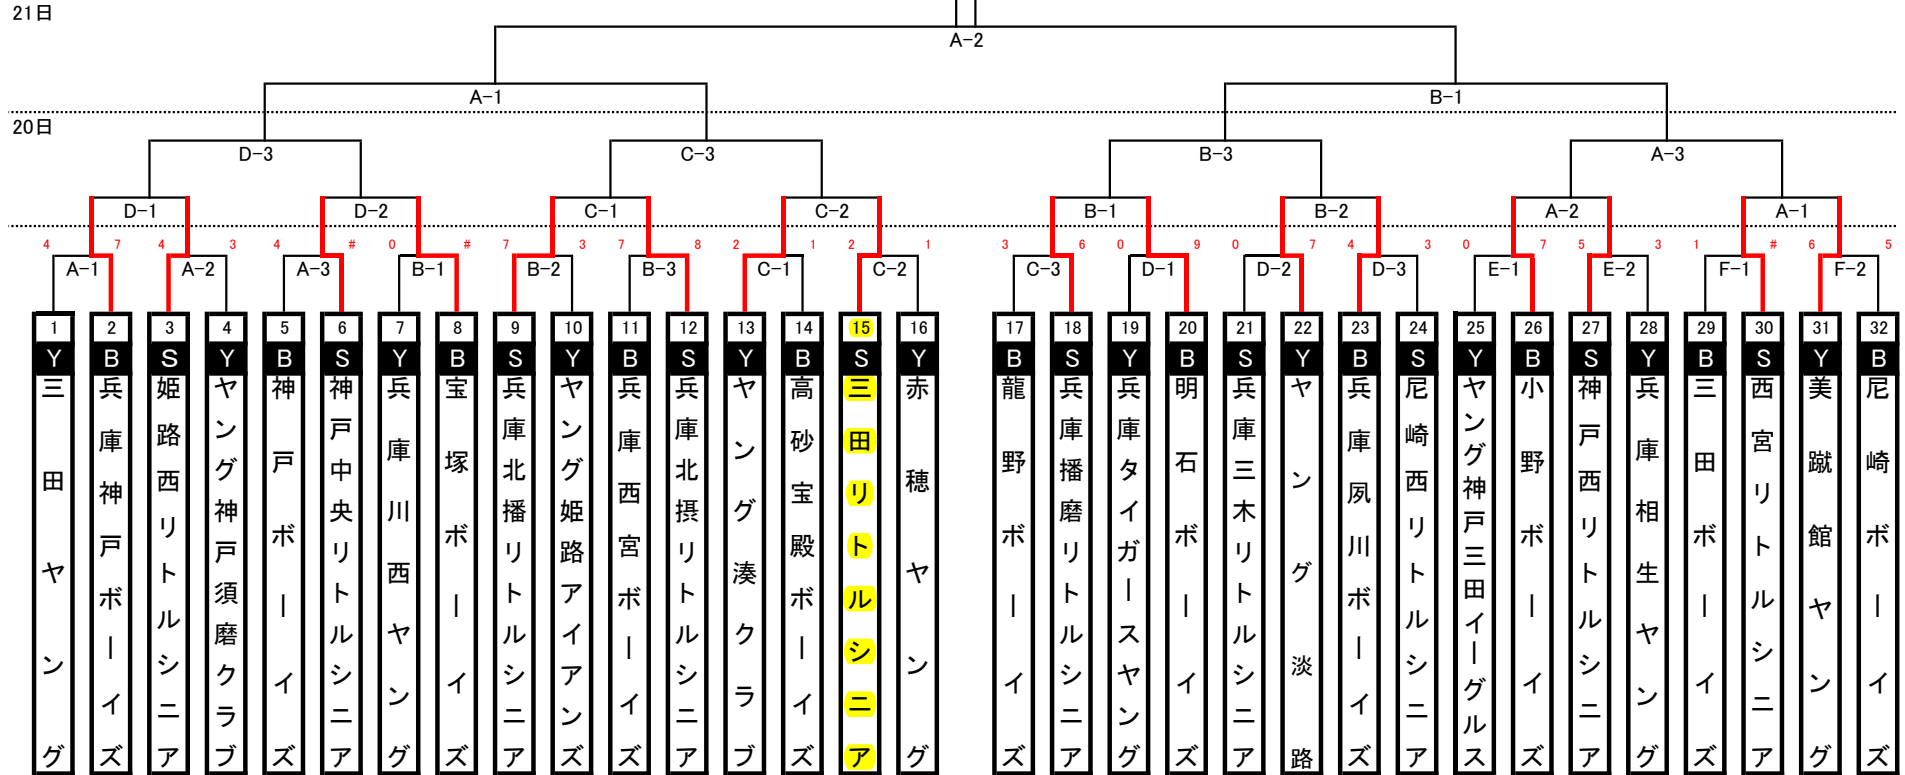 21日
A-2
A-1 B-1
20日
D-3 C-3 B-3 A-3
D-1 D-2 C-1 C-2 B-1 B-2 A-2 A-1
4 7 4 3 4 # 0 # 7 3 7 8 2 1 2 1 3 6 0 9 0 7 4 3 0 7 5 3 1 # 6 5
A-1 A-2 A-3 B-1 B-2 B-3 C-1 C-2 C-3 D-1 D-2 D-3 E-1 E-2 F-1 F-2
1 2 3 4 5 6 7 8 9 10 11 12 13 14 15 16 17 18 19 20 21 22 23 24 25 26 27 28 29 30 31 32
Y B S Y B S Y B S Y B S Y B S Y B S Y B S Y B S Y B S Y B S Y B
三田ヤング
兵庫神戸ボーイズ
姫路西リトルシニア
ヤング神戸須磨クラブ
神戸ボーイズ
神戸中央リトルシニア
兵庫川西ヤング
宝塚ボーイズ
兵庫北播リトルシニア
ヤング姫路アイアンズ
兵庫西宮ボーイズ
兵庫北摂リトルシニア
ヤング湊クラブ
高砂宝殿ボーイズ
三田リトルシニア
赤穂ヤング
龍野ボーイズ
兵庫播磨リトルシニア
兵庫タイガースヤング
明石ボーイズ
兵庫三木リトルシニア
ヤング淡路
兵庫夙川ボーイズ
尼崎西リトルシニア
ヤング神戸三田イーグルス
小野ボーイズ
神戸西リトルシニア
兵庫相生ヤング
三田ボーイズ
西宮リトルシニア
美蹴館ヤング
尼崎ボーイズ